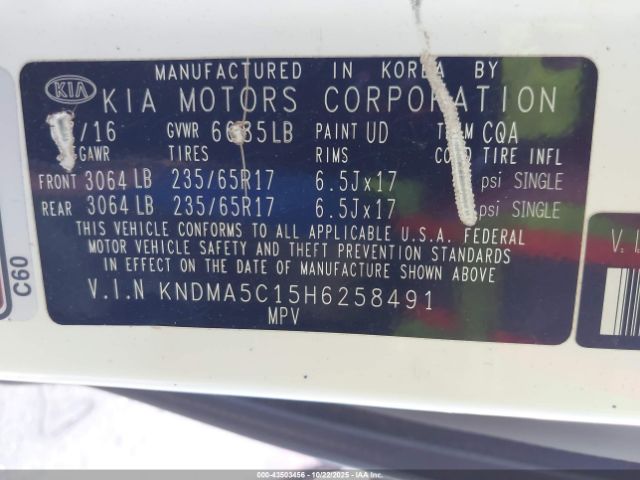 MANUFACTURED IN KOREA BY
KIA KIA MOTORS CORPORATION
/16 GVWR 6685LB PAINT UD TRIM CQA
GAWR TIRES RIMS COLD TIRE INFL
FRONT 3064 LB 235/65R17 6.5Jx17 psi SINGLE
REAR 3064 LB 235/65R17 6.5Jx17 psi SINGLE
THIS VEHICLE CONFORMS TO ALL APPLICABLE U.S.A. FEDERAL
MOTOR VEHICLE SAFETY AND THEFT PREVENTION STANDARDS
IN EFFECT ON THE DATE OF MANUFACTURE SHOWN ABOVE
V.I.N KNDMA5C15H6258491
MPV
C60
000-43503456 - 10/22/2025 - IAA Inc.